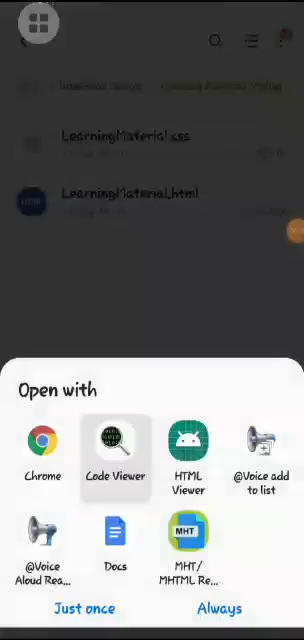 LearningMaterial.css
LearningMaterial.html
Open with
Chrome
Code Viewer
HTML Viewer
@Voice add to list
@Voice Aloud Rea...
Docs
MHT
MHT/ MHTML Re...
Just once
Always